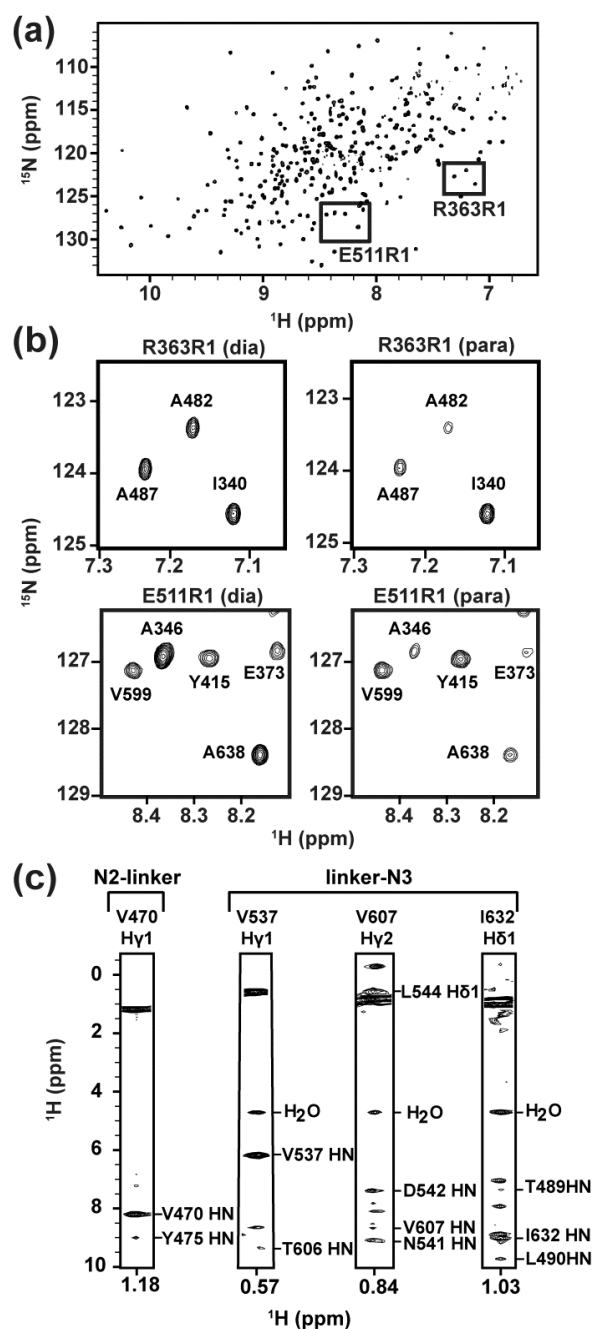 (a)
110
115
120
125
130
¹⁵N (ppm)
R363R1
E511R1
10 9 8 7
¹H (ppm)
(b)
R363R1 (dia) R363R1 (para)
123
124
125
A482 A482
A487 A487
I340 I340
7.3 7.2 7.1 7.3 7.2 7.1
¹⁵N (ppm)
E511R1 (dia) E511R1 (para)
127
128
129
A346 A346
V599 Y415 E373 V599 Y415 E373
A638 A638
8.4 8.3 8.2 8.4 8.3 8.2
¹H (ppm)
(c)
N2-linker linker-N3
V470 V537 V607 I632
Hγ1 Hγ1 Hγ2 Hδ1
0
2
4
6
8
10
¹H (ppm)
L544 Hδ1
H₂O H₂O H₂O
V537 HN
D542 HN T489HN
V470 HN V607 HN I632 HN
Y475 HN T606 HN N541 HN L490HN
1.18 0.57 0.84 1.03
¹H (ppm)